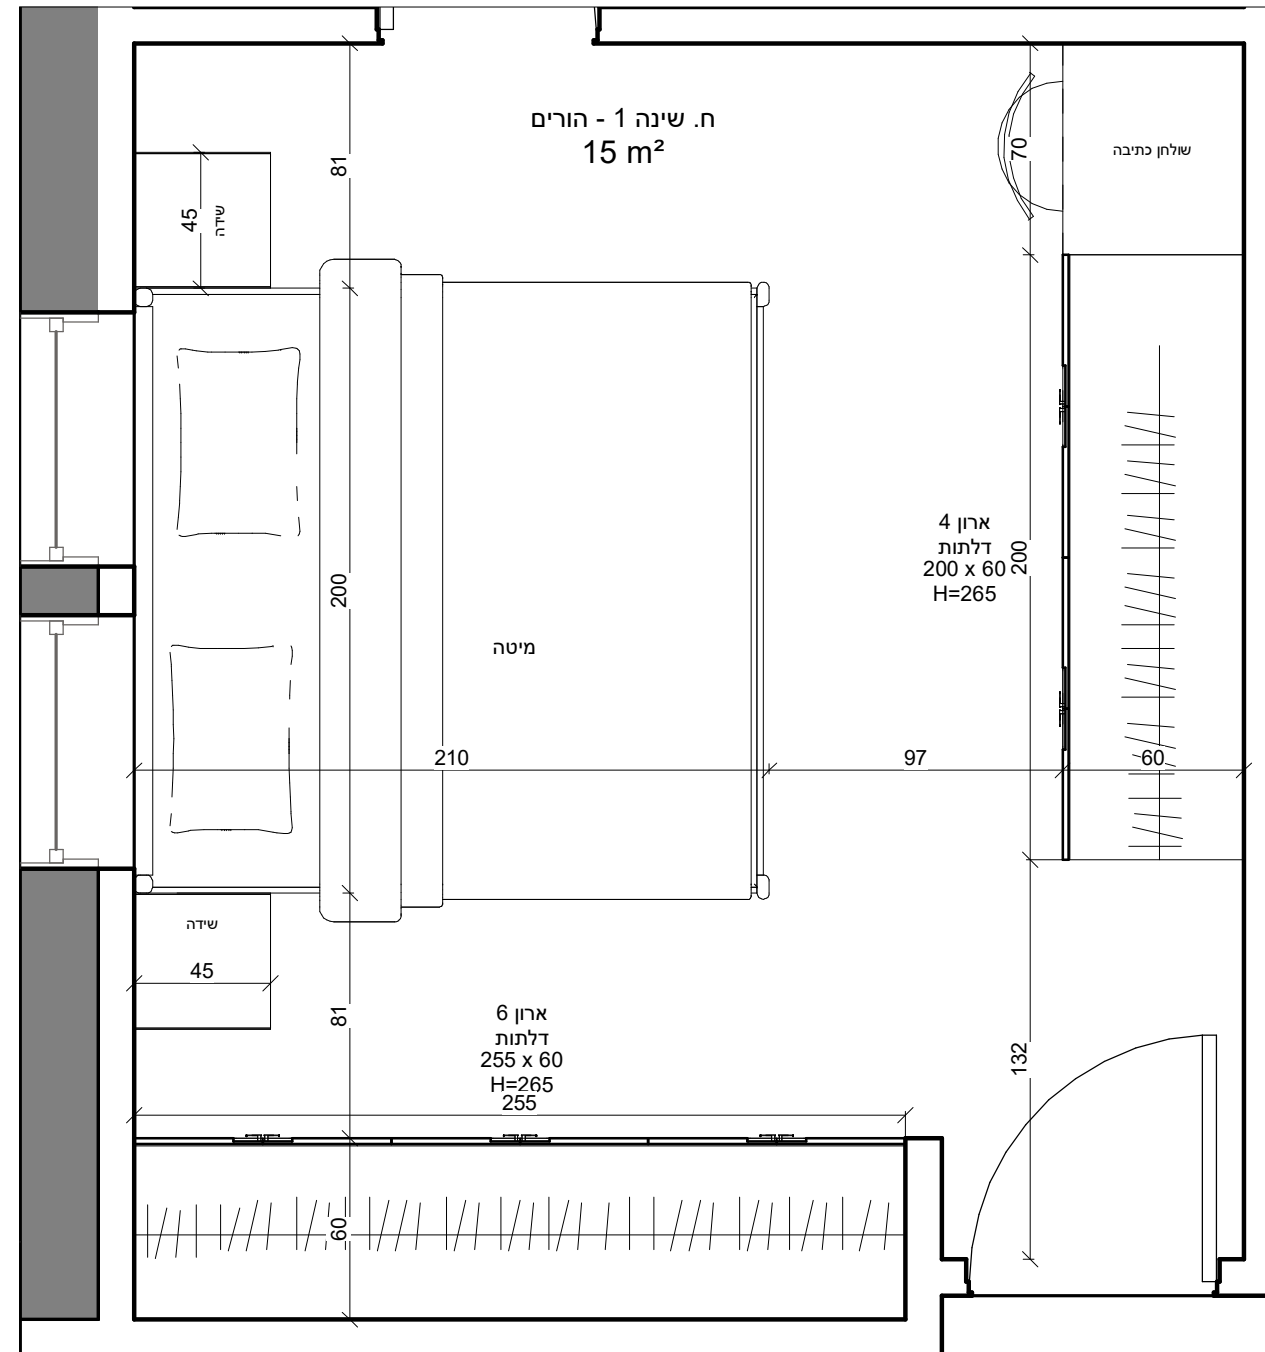 ח. שינה 1 - הורים
15 m²
שולחן כתיבה
70
81
45
שידה
ארון 4
דלתות
200 x 60
H=265
200
200
מיטה
210
97
60
שידה
45
81
ארון 6
דלתות
255 x 60
H=265
255
132
60